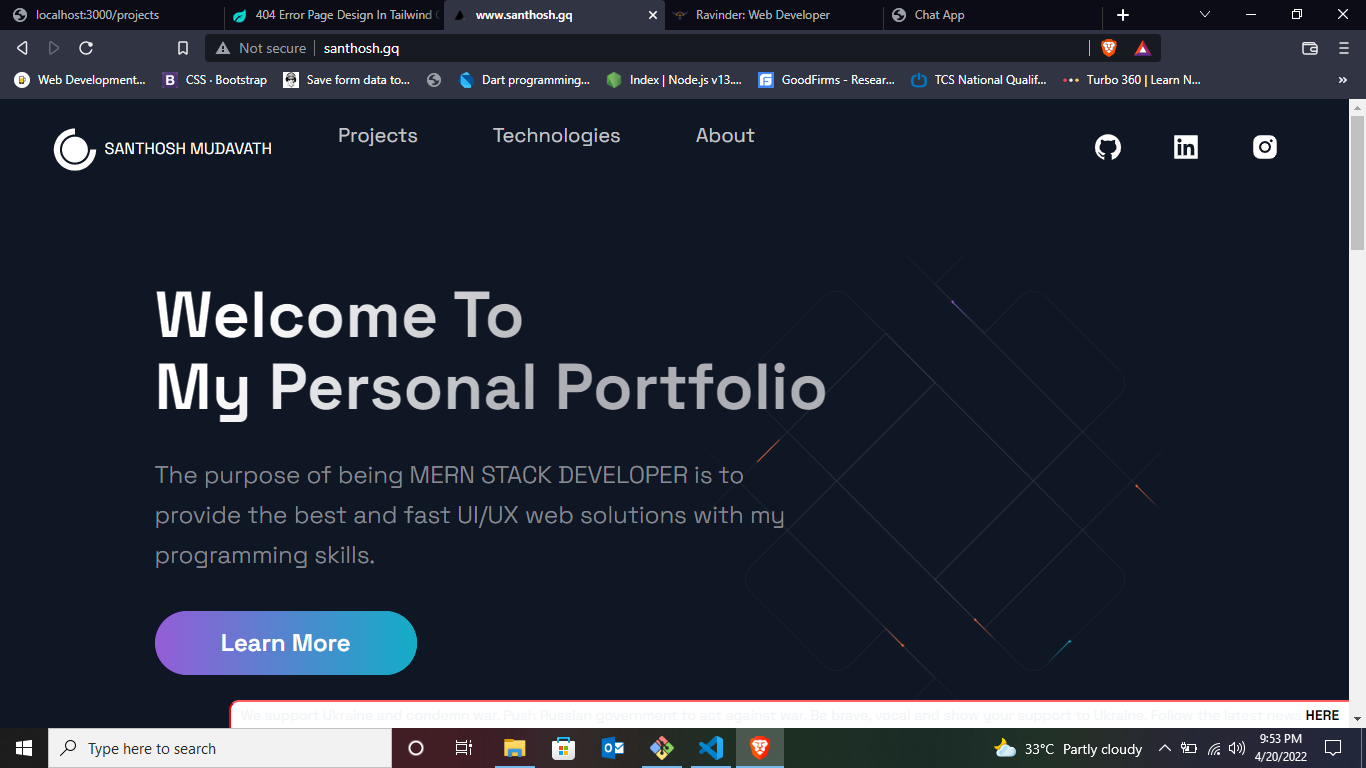 localhost:3000/projects
404 Error Page Design In Tailwind
www.santhosh.gq
Ravinder: Web Developer
Chat App
Not secure
santhosh.gq
Web Development...
CSS · Bootstrap
Save form data to...
Dart programming...
Index | Node.js v13....
GoodFirms - Resear...
TCS National Qualif...
Turbo 360 | Learn N...
»
SANTHOSH MUDAVATH
Projects
Technologies
About
Welcome To
My Personal Portfolio
The purpose of being MERN STACK DEVELOPER is to
provide the best and fast UI/UX web solutions with my
programming skills.
Learn More
We support Ukraine and condemn war. Push Russian government to act against war. Be brave, vocal and show your support to Ukraine. Follow the latest news HERE
Type here to search
33°C Partly cloudy
9:53 PM
4/20/2022